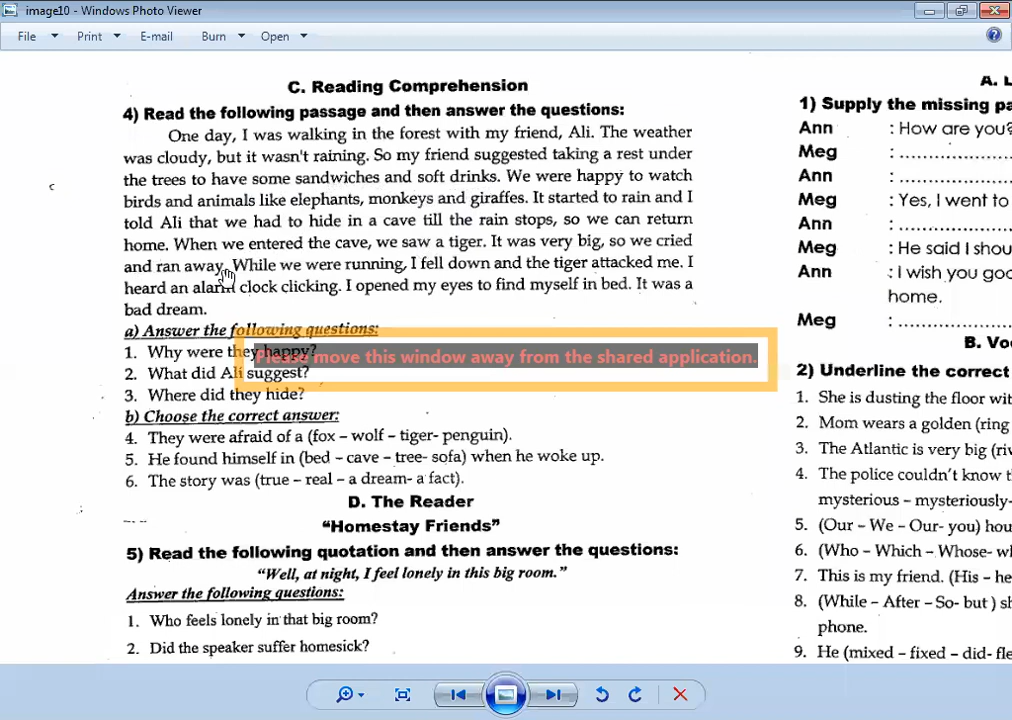 image10 - Windows Photo Viewer
File Print E-mail Burn Open
C. Reading Comprehension
4) Read the following passage and then answer the questions:
One day, I was walking in the forest with my friend, Ali. The weather
was cloudy, but it wasn't raining. So my friend suggested taking a rest under
the trees to have some sandwiches and soft drinks. We were happy to watch
birds and animals like elephants, monkeys and giraffes. It started to rain and I
told Ali that we had to hide in a cave till the rain stops, so we can return
home. When we entered the cave, we saw a tiger. It was very big, so we cried
and ran away. While we were running, I fell down and the tiger attacked me. I
heard an alarm clock clicking. I opened my eyes to find myself in bed. It was a
bad dream.
a) Answer the following questions:
1. Why were they happy?
Please move this window away from the shared application.
2. What did Ali suggest?
3. Where did they hide?
b) Choose the correct answer:
4. They were afraid of a (fox – wolf – tiger- penguin).
5. He found himself in (bed – cave – tree- sofa) when he woke up.
6. The story was (true – real – a dream- a fact).
D. The Reader
"Homestay Friends"
5) Read the following quotation and then answer the questions:
"Well, at night, I feel lonely in this big room."
Answer the following questions:
1. Who feels lonely in that big room?
2. Did the speaker suffer homesick?
A. L
1) Supply the missing pa
Ann : How are you?
Meg : ................
Ann : ................
Meg : Yes, I went to
Ann : ................
Meg : He said I shou
Ann : I wish you goo
home.
Meg : ................
B. Vo
2) Underline the correct
1. She is dusting the floor wit
2. Mom wears a golden (ring
3. The Atlantic is very big (riv
4. The police couldn't know t
mysterious – mysteriously-
5. (Our – We – Our- you) hou
6. (Who – Which – Whose- wh
7. This is my friend. (His – he
8. (While – After – So- but ) sh
phone.
9. He (mixed – fixed – did- fle